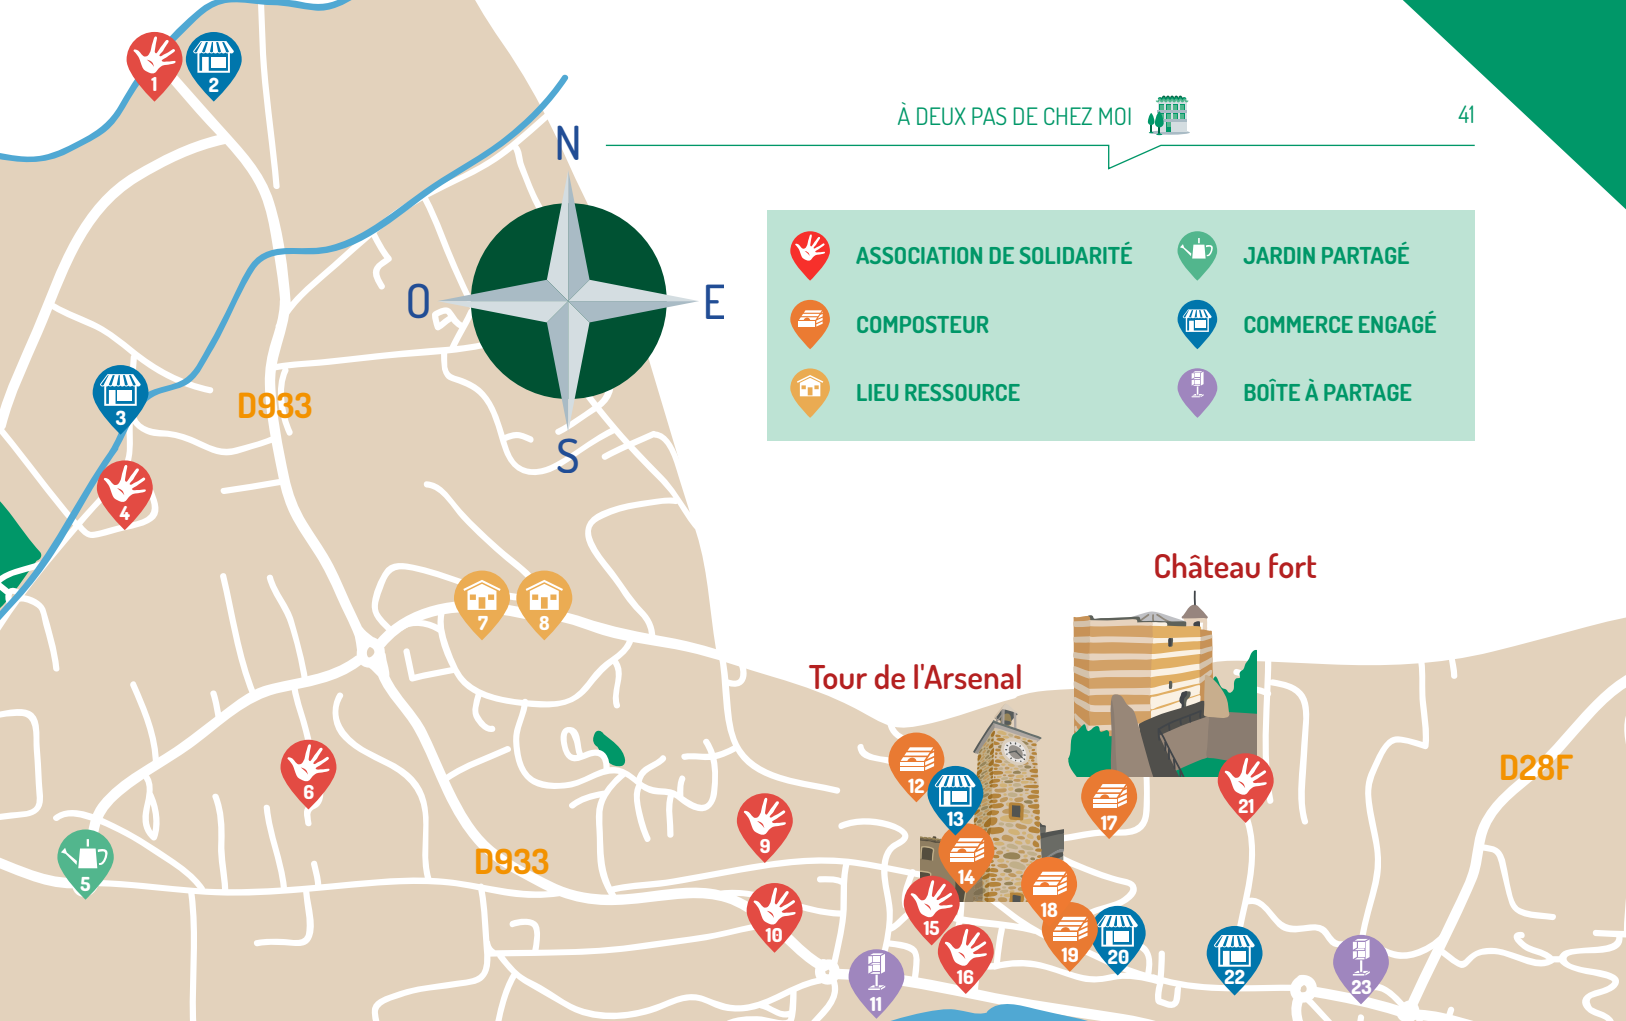 À DEUX PAS DE CHEZ MOI
41
ASSOCIATION DE SOLIDARITÉ
JARDIN PARTAGÉ
COMPOSTEUR
COMMERCE ENGAGÉ
LIEU RESSOURCE
BOÎTE À PARTAGE
N
O
E
S
1
2
3
D933
4
Château fort
7
8
Tour de l'Arsenal
6
12
13
17
21
D28F
5
D933
9
14
10
15
18
16
19
20
11
22
23